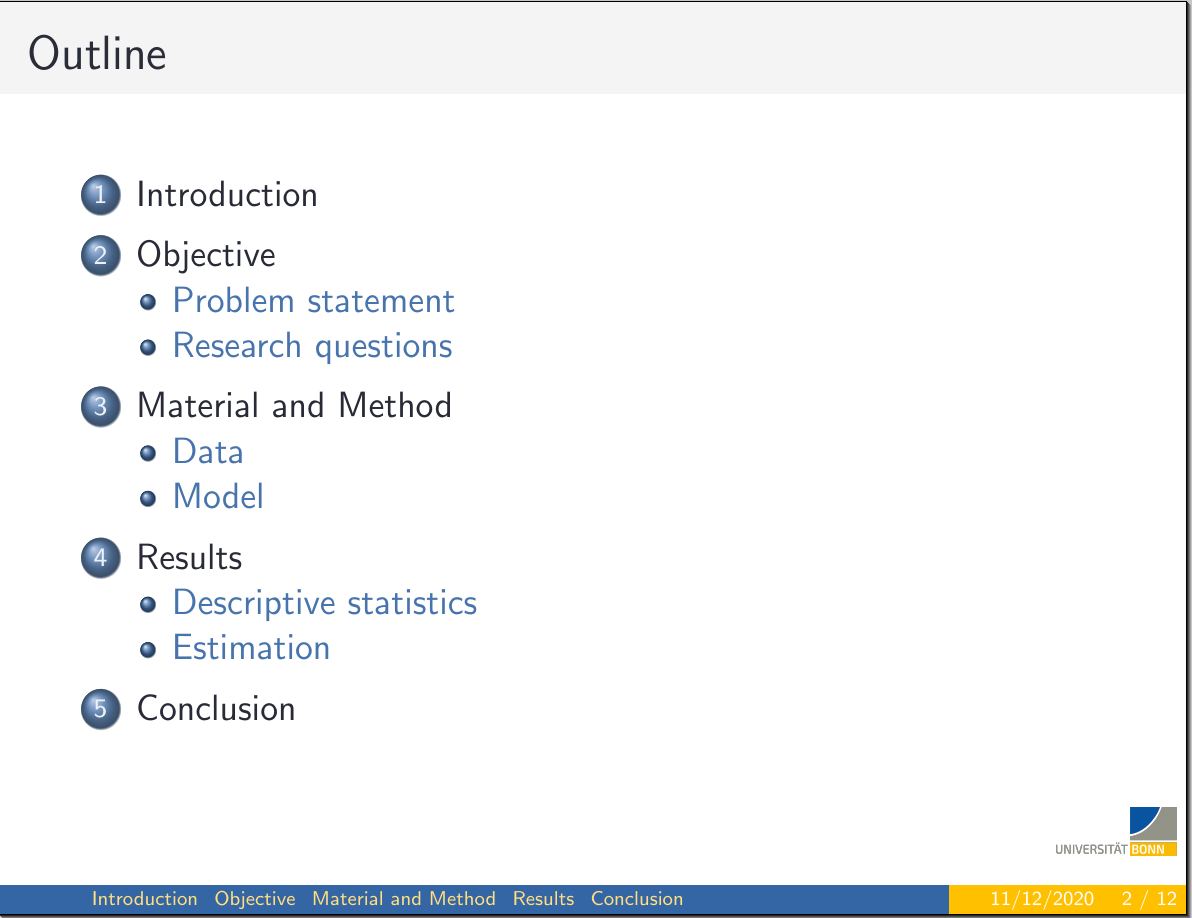 Outline
1 Introduction
2 Objective
Problem statement
Research questions
3 Material and Method
Data
Model
4 Results
Descriptive statistics
Estimation
5 Conclusion
UNIVERSITÄT BONN
Introduction Objective Material and Method Results Conclusion 11/12/2020 2 / 12